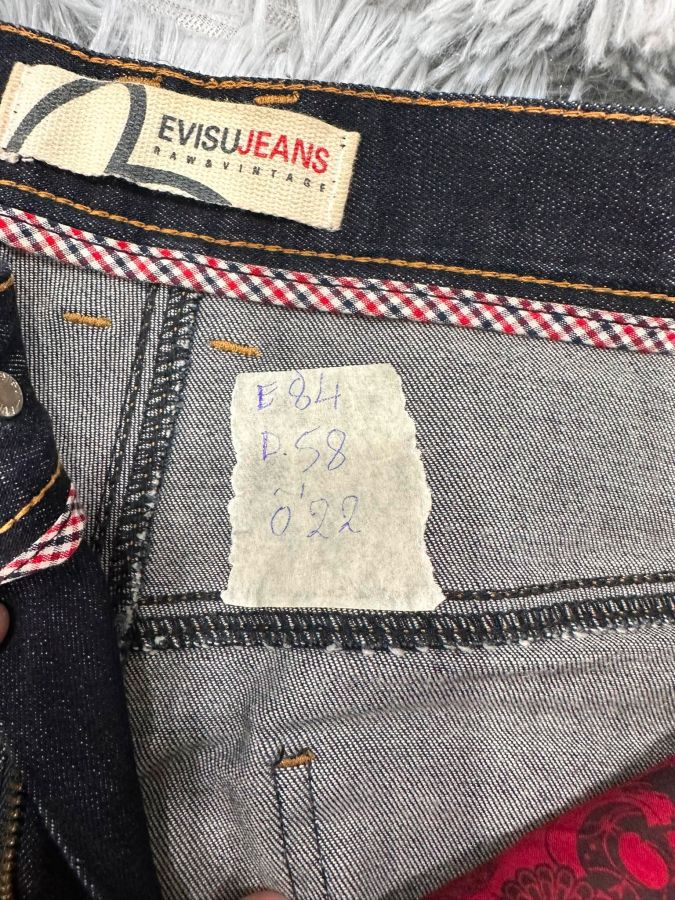 EVISUJEANS
RAW&VINTAGE
E 84
D. 58
Õ' 22